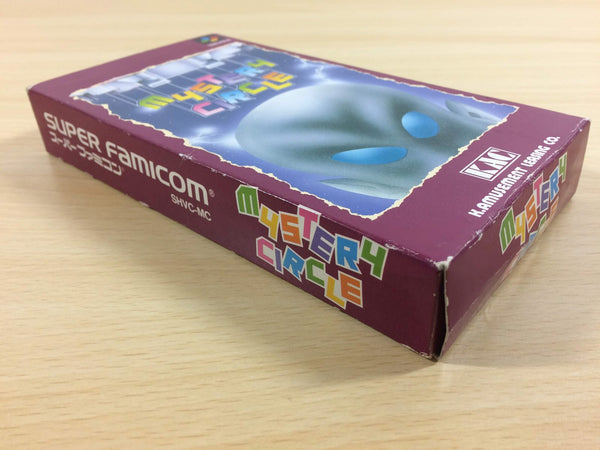 MYSTERY
CIRCLE
KAC
K.AMUSEMENT LEASING CO.
SUPER FAMICOM®
スーパーファミコン
SHVC-MC
MYSTERY
CIRCLE
MYSTERY
CIRCLE